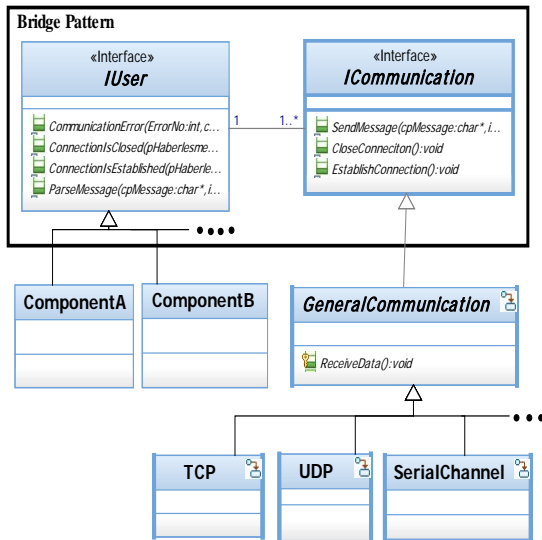 Bridge Pattern
«Interface»
IUser
CommunicationError(ErrorNo:int,c...
ConnectionIsClosed(pHaberlesme...
ConnectionIsEstablished(pHaberle...
ParseMessage(cpMessage:char*,i...
1
1..*
«Interface»
ICommunication
SendMessage(cpMessage:char*,i...
CloseConneciton():void
EstablishConnection():void
ComponentA
ComponentB
GeneralCommunication
ReceiveData():void
TCP
UDP
SerialChannel